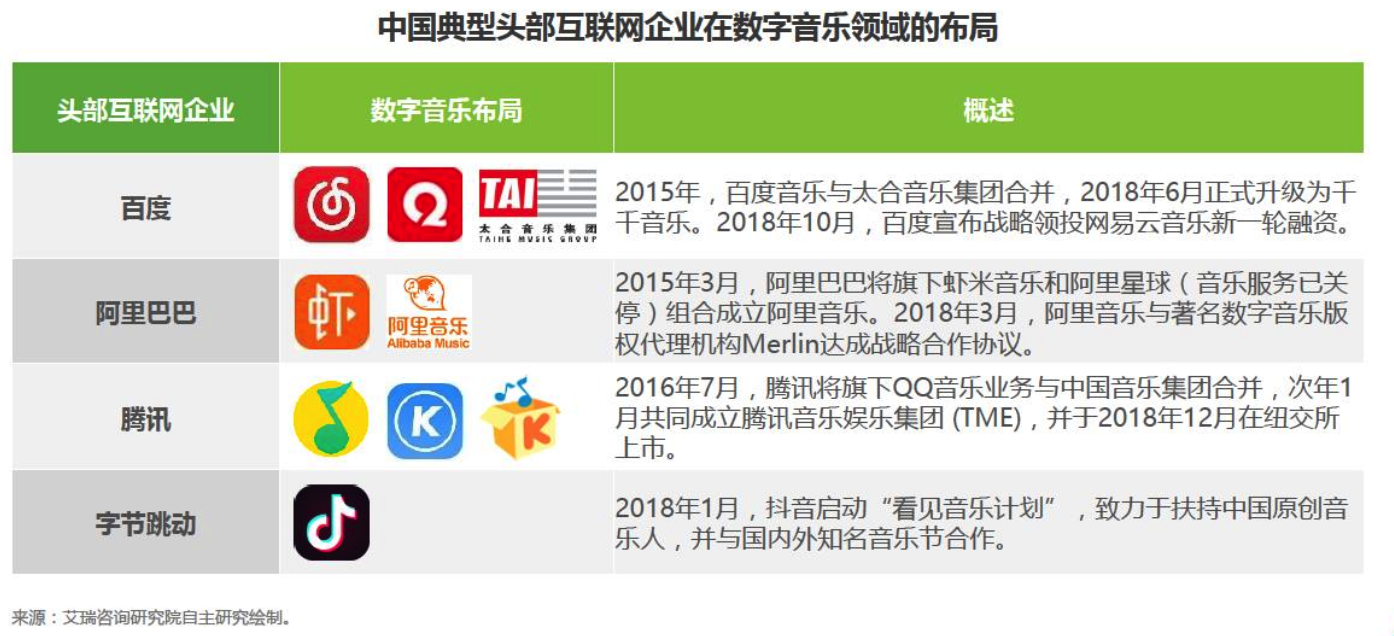 中国典型头部互联网企业在数字音乐领域的布局
头部互联网企业
数字音乐布局
概述
百度
TAI
太合音乐集团
TAIHE MUSIC GROUP
2015年，百度音乐与太合音乐集团合并，2018年6月正式升级为千
千音乐。2018年10月，百度宣布战略领投网易云音乐新一轮融资。
阿里巴巴
虾
阿里音乐
Alibaba Music
2015年3月，阿里巴巴将旗下虾米音乐和阿里星球（音乐服务已关
停）组合成立阿里音乐。2018年3月，阿里音乐与著名数字音乐版
权代理机构Merlin达成战略合作协议。
腾讯
K
K
2016年7月，腾讯将旗下QQ音乐业务与中国音乐集团合并，次年1
月共同成立腾讯音乐娱乐集团 (TME)，并于2018年12月在纽交所
上市。
字节跳动
2018年1月，抖音启动“看见音乐计划”，致力于扶持中国原创音
乐人，并与国内外知名音乐节合作。
来源：艾瑞咨询研究院自主研究绘制。